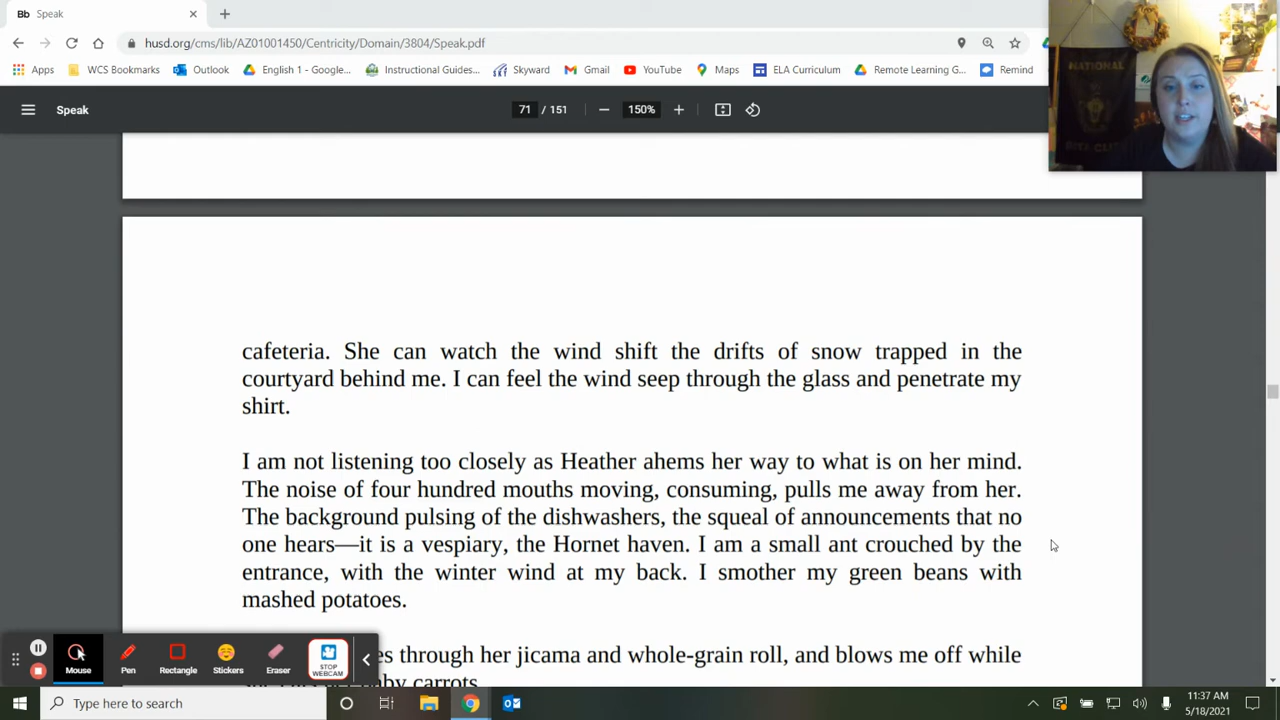 Bb Speak
husd.org/cms/lib/AZ01001450/Centricity/Domain/3804/Speak.pdf
Apps WCS Bookmarks Outlook English 1 - Google... Instructional Guides... Skyward Gmail YouTube Maps ELA Curriculum Remote Learning G... Remind
Speak 71 / 151 150%
NATIONAL
cafeteria. She can watch the wind shift the drifts of snow trapped in the
courtyard behind me. I can feel the wind seep through the glass and penetrate my
shirt.
I am not listening too closely as Heather ahems her way to what is on her mind.
The noise of four hundred mouths moving, consuming, pulls me away from her.
The background pulsing of the dishwashers, the squeal of announcements that no
one hears—it is a vespiary, the Hornet haven. I am a small ant crouched by the
entrance, with the winter wind at my back. I smother my green beans with
mashed potatoes.
es through her jicama and whole-grain roll, and blows me off while
carrots.
Mouse Pen Rectangle Stickers Eraser STOP WEBCAM
Type here to search
11:37 AM
5/18/2021